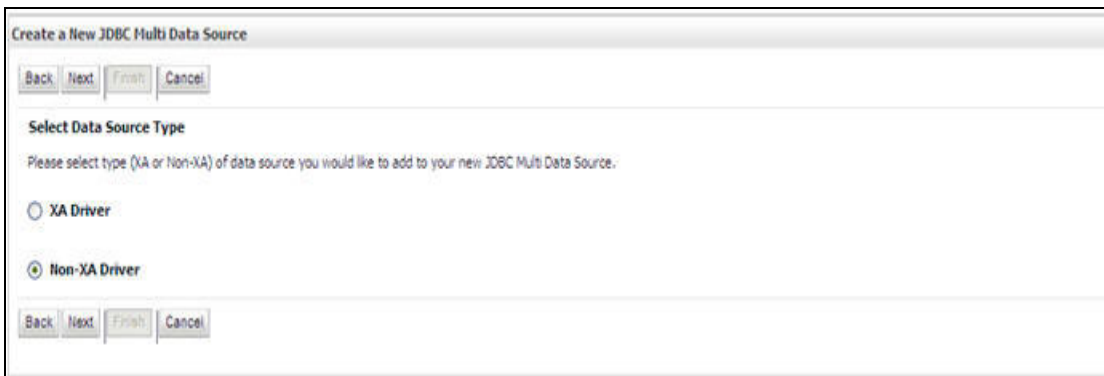 Create a New JDBC Multi Data Source
Back Next Finish Cancel
Select Data Source Type
Please select type (XA or Non-XA) of data source you would like to add to your new JDBC Multi Data Source.
XA Driver
Non-XA Driver
Back Next Finish Cancel